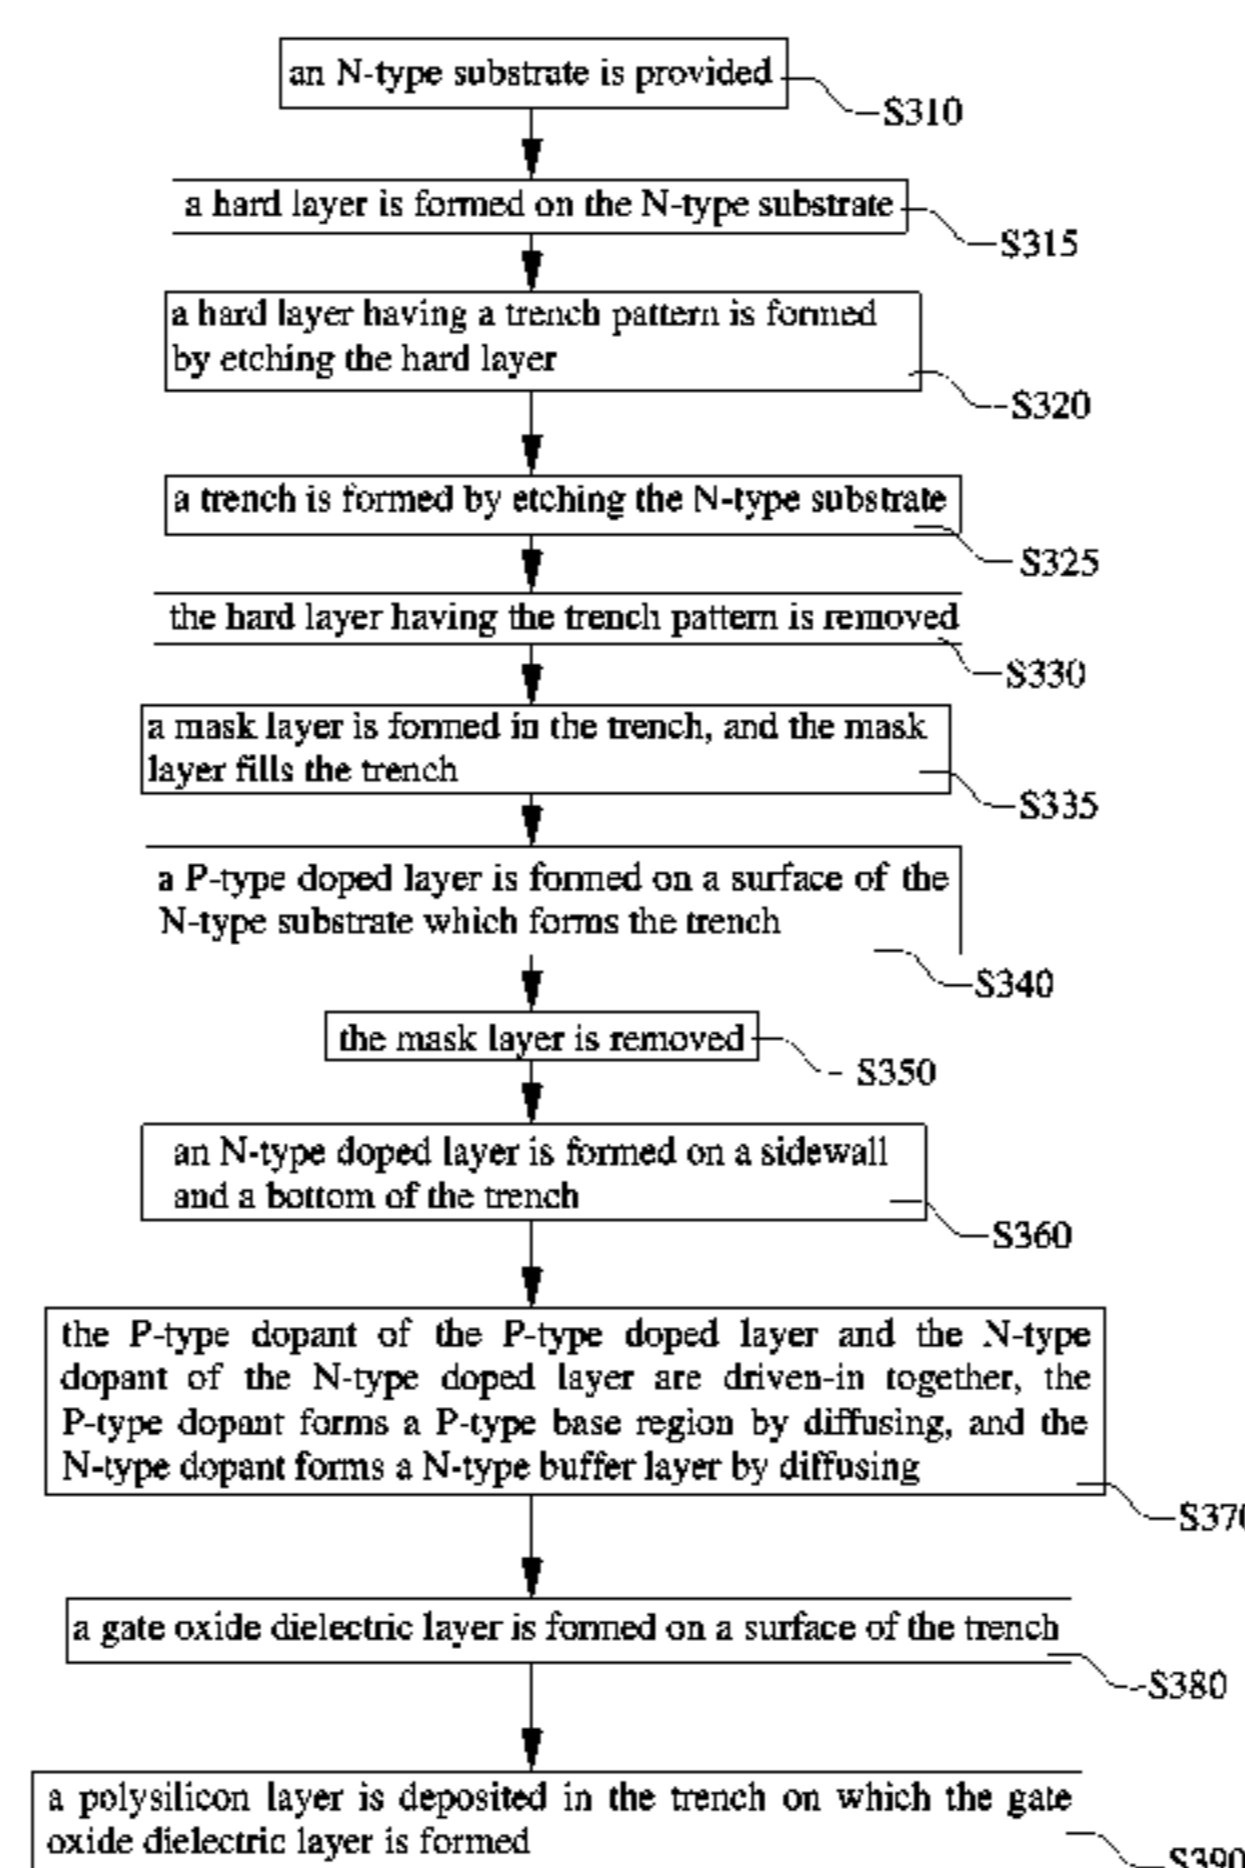 an N-type substrate is provided
S310
a hard layer is formed on the N-type substrate
S315
a hard layer having a trench pattern is formed
by etching the hard layer
S320
a trench is formed by etching the N-type substrate
S325
the hard layer having the trench pattern is removed
S330
a mask layer is formed in the trench, and the mask
layer fills the trench
S335
a P-type doped layer is formed on a surface of the
N-type substrate which forms the trench
S340
the mask layer is removed
S350
an N-type doped layer is formed on a sidewall
and a bottom of the trench
S360
the P-type dopant of the P-type doped layer and the N-type
dopant of the N-type doped layer are driven-in together, the
P-type dopant forms a P-type base region by diffusing, and the
N-type dopant forms a N-type buffer layer by diffusing
S370
a gate oxide dielectric layer is formed on a surface of the trench
S380
a polysilicon layer is deposited in the trench on which the gate
oxide dielectric layer is formed
S390